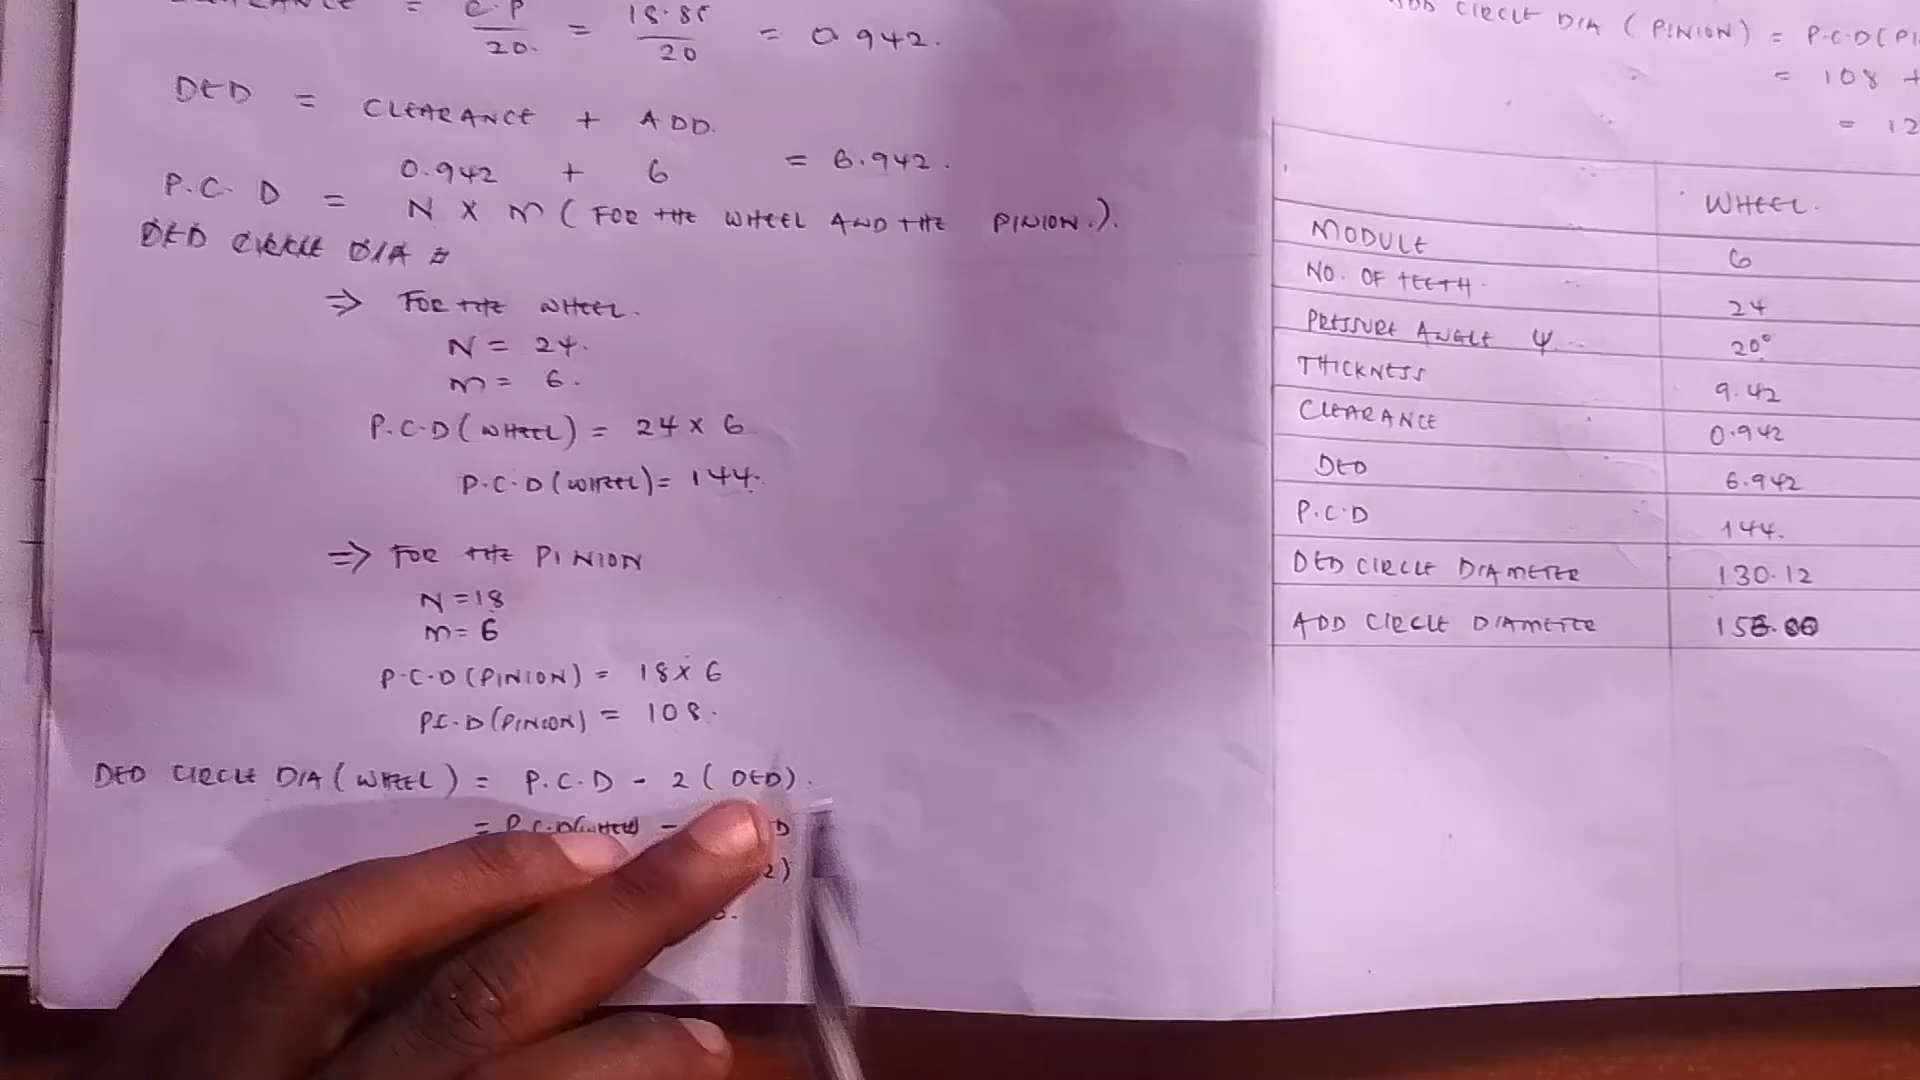 = C.P / 20. = 18.85 / 20 = 0.942.
DED = CLEARANCE + ADD.
0.942 + 6 = 6.942.
P.C.D = N X m (FOR THE WHEEL AND THE PINION.).
DED CIRCLE DIA =
⇒ FOR THE WHEEL.
N = 24.
m = 6.
P.C.D (WHEEL) = 24 x 6
P.C.D (WHEEL) = 144.
⇒ FOR THE PINION
N = 18
m = 6
P.C.D (PINION) = 18 x 6
P.C.D (PINION) = 108.
DED CIRCLE DIA (WHEEL) = P.C.D - 2 (DED).
= P.C.D (WHEEL) -
CIRCLE DIA (PINION) = P.C.D (
= 108 +
= 12
WHEEL.
MODULE 6
NO. OF TEETH. 24
PRESSURE ANGLE Ψ... 20°
THICKNESS 9.42
CLEARANCE 0.942
DED 6.942
P.C.D 144.
DED CIRCLE DIAMETER 130.12
ADD CIRCLE DIAMETER 156.00